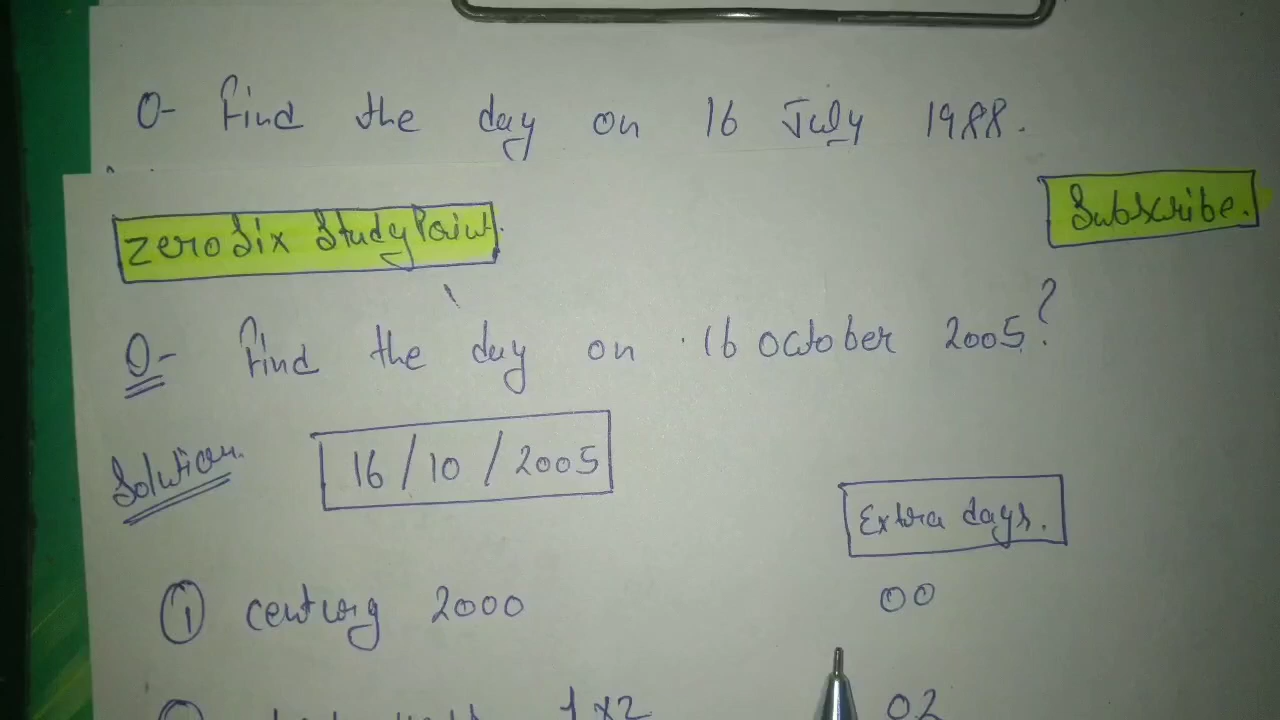 Q- Find the day on 16 July 1988.
Zero Six Study Point.
Subscribe.
Q- Find the day on 16 october 2005?
Solution.
16/10/2005
Extra days.
① century 2000 00
1x2 02